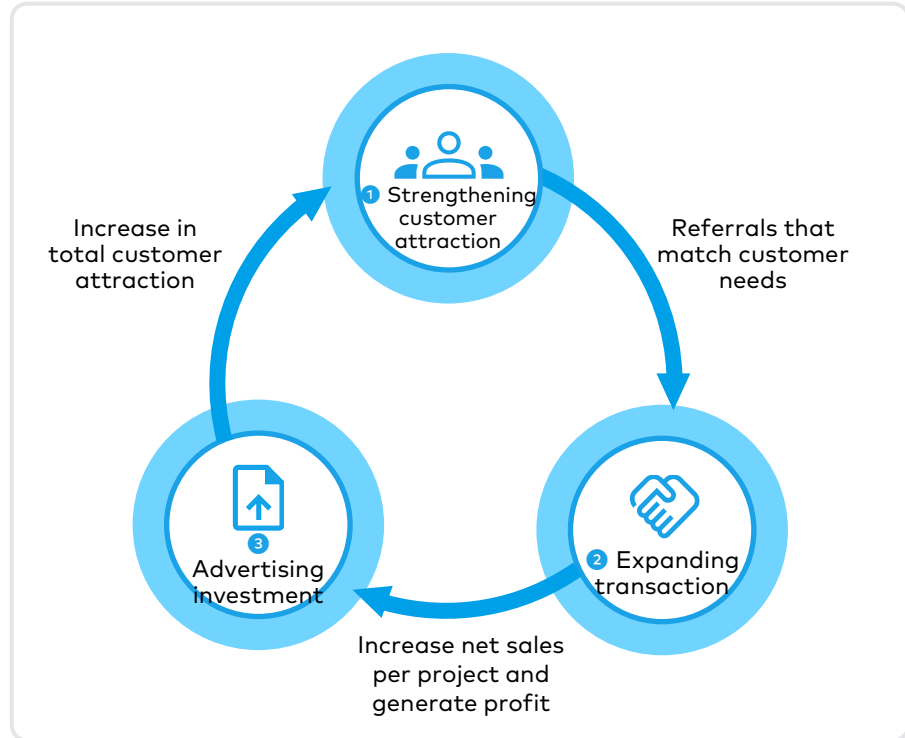 1 Strengthening
customer
attraction
Increase in
total customer
attraction
Referrals that
match customer
needs
3
Advertising
investment
2 Expanding
transaction
Increase net sales
per project and
generate profit